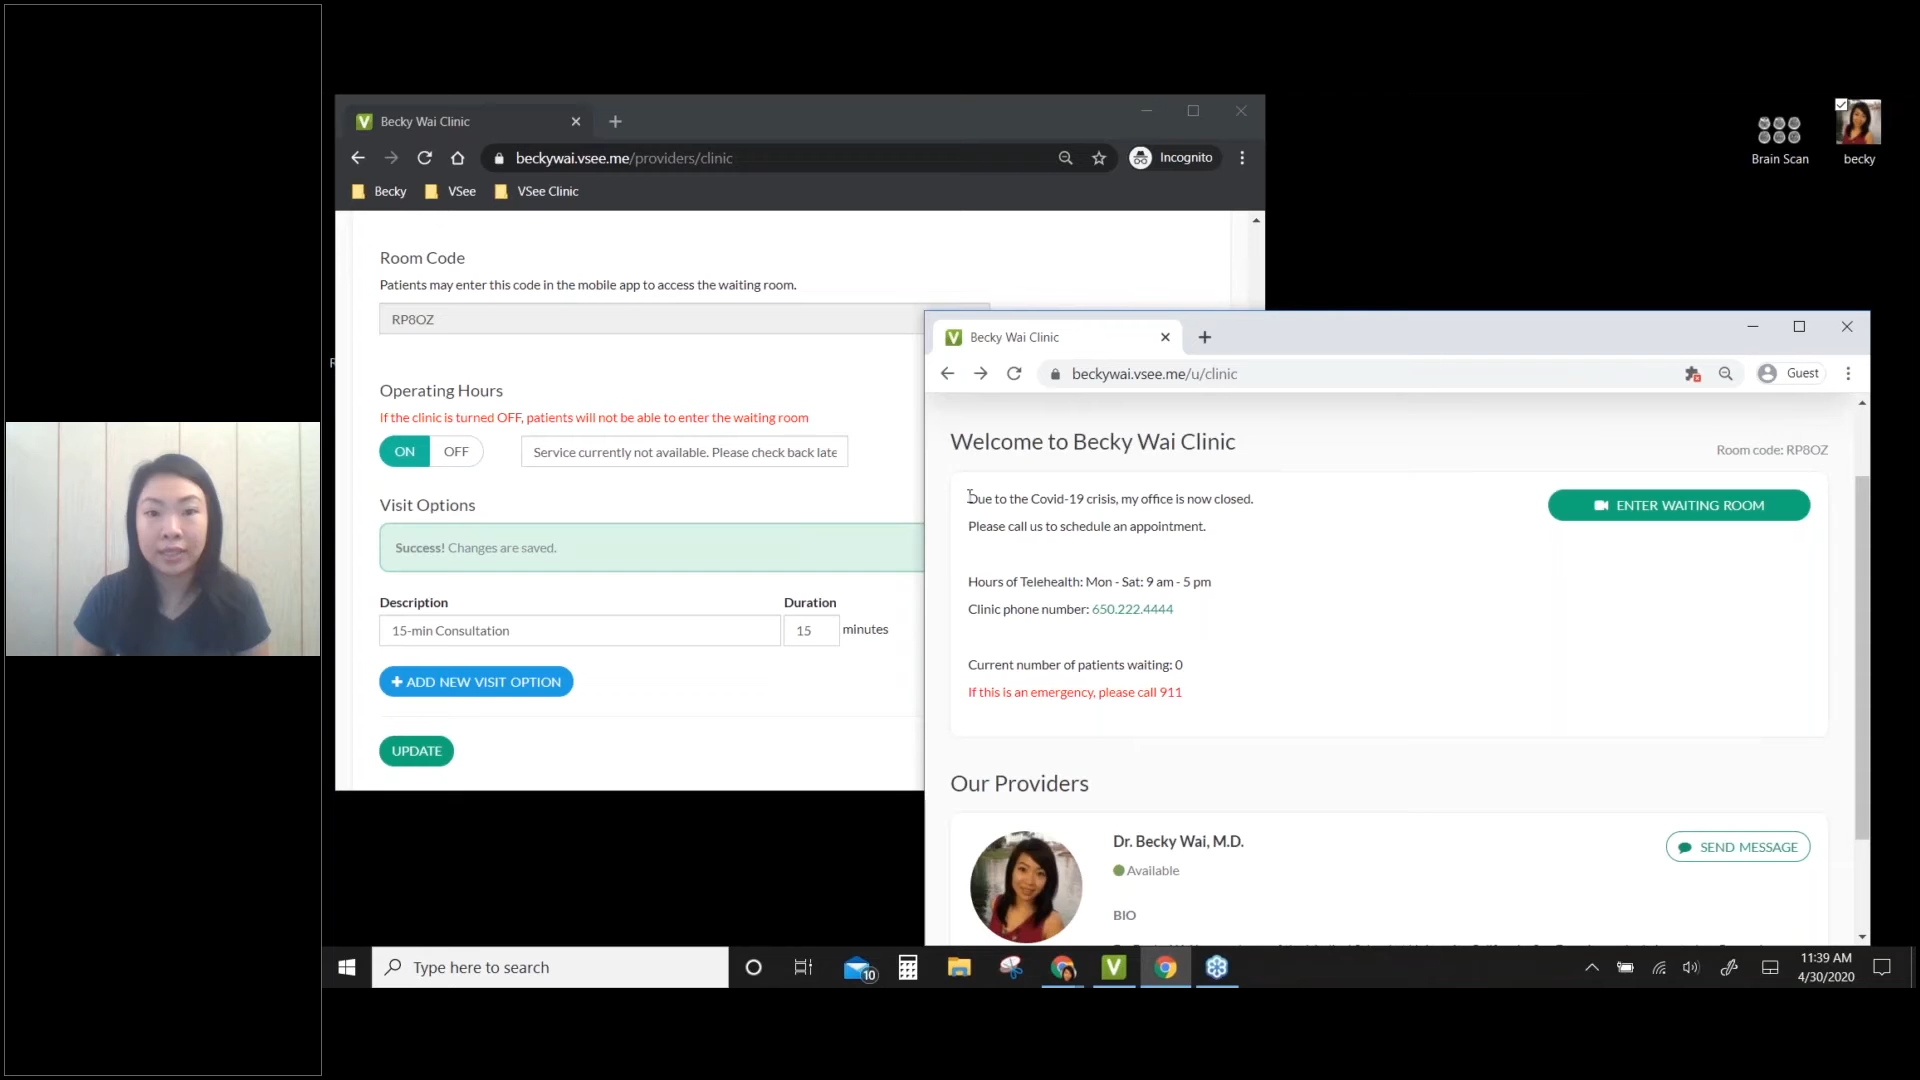 Becky Wai Clinic
beckywai.vsee.me/providers/clinic
Incognito
Becky
VSee
VSee Clinic
Room Code
Patients may enter this code in the mobile app to access the waiting room.
RP8OZ
Operating Hours
If the clinic is turned OFF, patients will not be able to enter the waiting room
ON
OFF
Service currently not available. Please check back late
Visit Options
Success! Changes are saved.
Description
Duration
15-min Consultation
15
minutes
+ ADD NEW VISIT OPTION
UPDATE
Brain Scan
becky
Becky Wai Clinic
beckywai.vsee.me/u/clinic
Guest
Welcome to Becky Wai Clinic
Room code: RP8OZ
Due to the Covid-19 crisis, my office is now closed.
Please call us to schedule an appointment.
ENTER WAITING ROOM
Hours of Telehealth: Mon - Sat: 9 am - 5 pm
Clinic phone number: 650.222.4444
Current number of patients waiting: 0
If this is an emergency, please call 911
Our Providers
Dr. Becky Wai, M.D.
Available
SEND MESSAGE
BIO
Type here to search
10
11:39 AM
4/30/2020